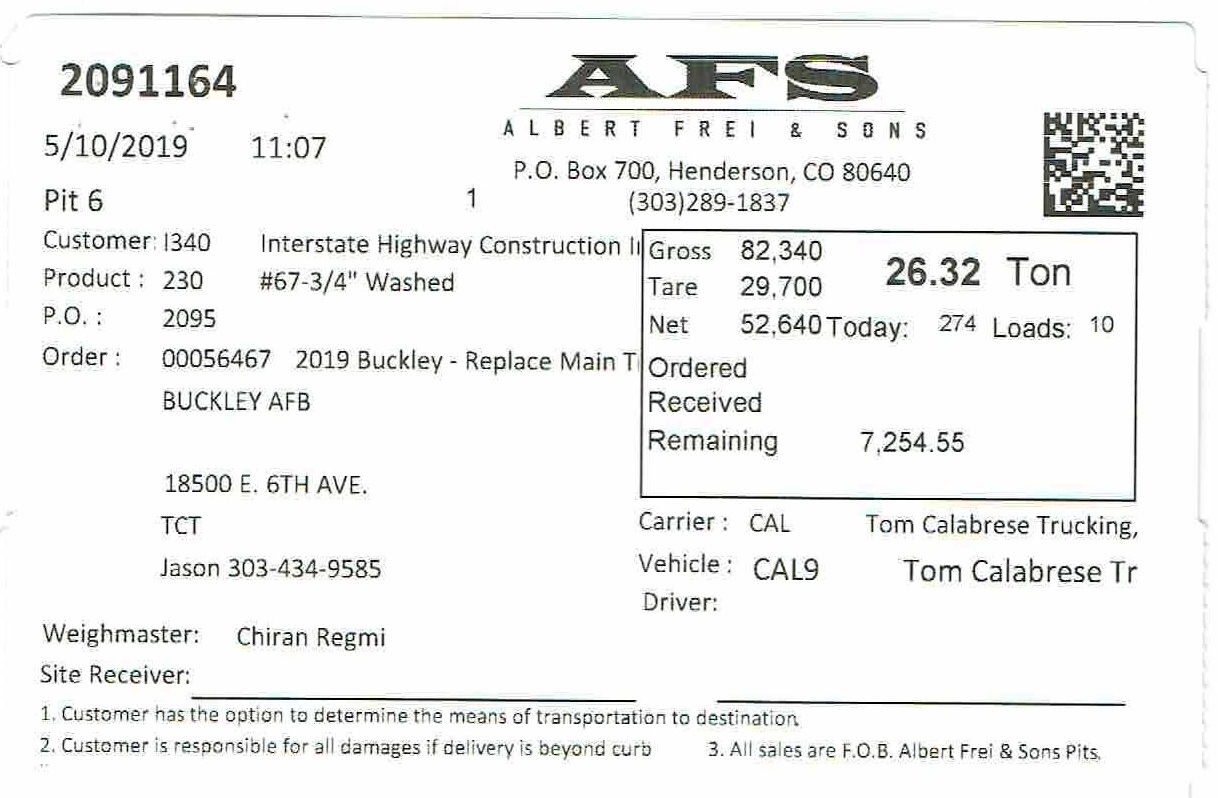 2091164
AFS
ALBERT FREI & SONS
5/10/2019 11:07
P.O. Box 700, Henderson, CO 80640
Pit 6 1 (303)289-1837
Customer: I340 Interstate Highway Construction I
Product : 230 #67-3/4" Washed
P.O. : 2095
Order : 00056467 2019 Buckley - Replace Main T
BUCKLEY AFB
18500 E. 6TH AVE.
TCT
Jason 303-434-9585
Gross 82,340 26.32 Ton
Tare 29,700
Net 52,640 Today: 274 Loads: 10
Ordered
Received
Remaining 7,254.55
Carrier : CAL Tom Calabrese Trucking,
Vehicle : CAL9 Tom Calabrese Tr
Driver:
Weighmaster: Chiran Regmi
Site Receiver:
1. Customer has the option to determine the means of transportation to destination.
2. Customer is responsible for all damages if delivery is beyond curb 3. All sales are F.O.B. Albert Frei & Sons Pits.